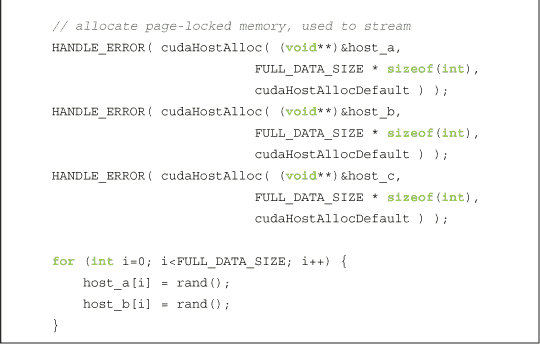 // allocate page-locked memory, used to stream
HANDLE_ERROR( cudaHostAlloc( (void**)&host_a,
FULL_DATA_SIZE * sizeof(int),
cudaHostAllocDefault ) );
HANDLE_ERROR( cudaHostAlloc( (void**)&host_b,
FULL_DATA_SIZE * sizeof(int),
cudaHostAllocDefault ) );
HANDLE_ERROR( cudaHostAlloc( (void**)&host_c,
FULL_DATA_SIZE * sizeof(int),
cudaHostAllocDefault ) );
for (int i=0; i<FULL_DATA_SIZE; i++) {
host_a[i] = rand();
host_b[i] = rand();
}